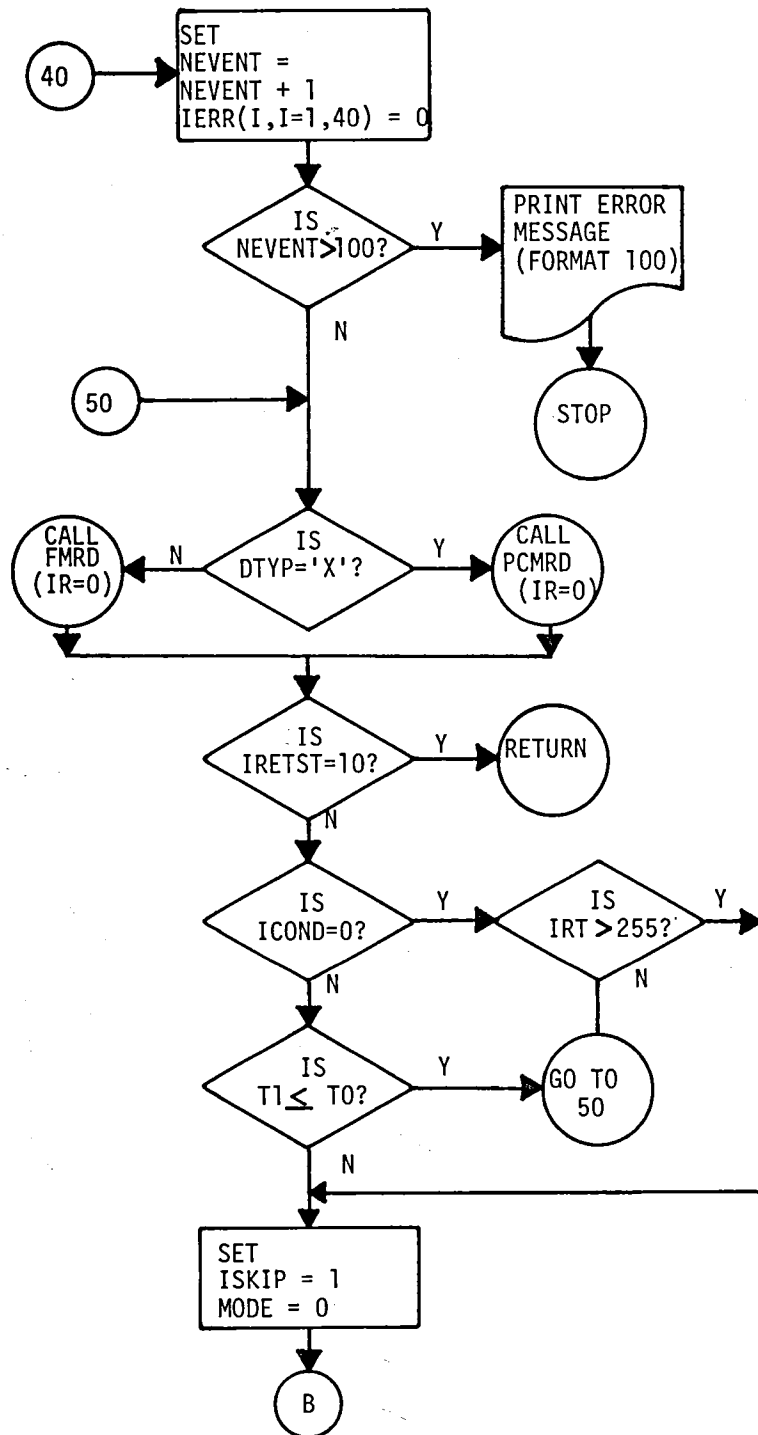 40
SET
NEVENT =
NEVENT + 1
IERR(I,I=1,40) = 0
IS
NEVENT>100?
Y
N
PRINT ERROR
MESSAGE
(FORMAT 100)
STOP
50
IS
DTYP='X'?
N
Y
CALL
FMRD
(IR=0)
CALL
PCMRD
(IR=0)
IS
IRETST=10?
Y
N
RETURN
IS
ICOND=0?
Y
N
IS
IRT >255?
Y
N
IS
T1≤ T0?
Y
N
GO TO
50
SET
ISKIP = 1
MODE = 0
B